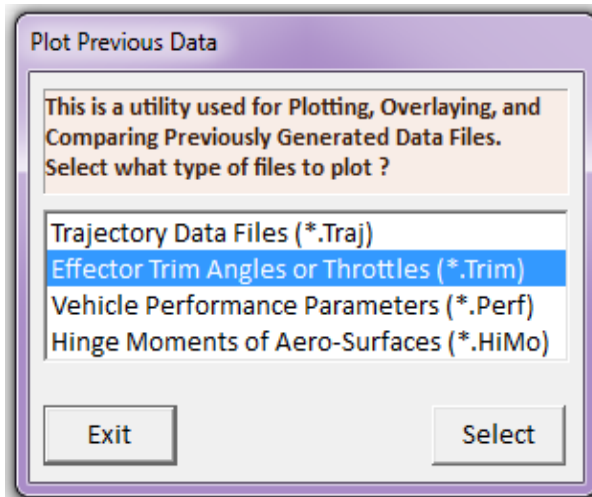 Plot Previous Data
This is a utility used for Plotting, Overlaying, and
Comparing Previously Generated Data Files.
Select what type of files to plot ?
Trajectory Data Files (*.Traj)
Effector Trim Angles or Throttles (*.Trim)
Vehicle Performance Parameters (*.Perf)
Hinge Moments of Aero-Surfaces (*.HiMo)
Exit Select